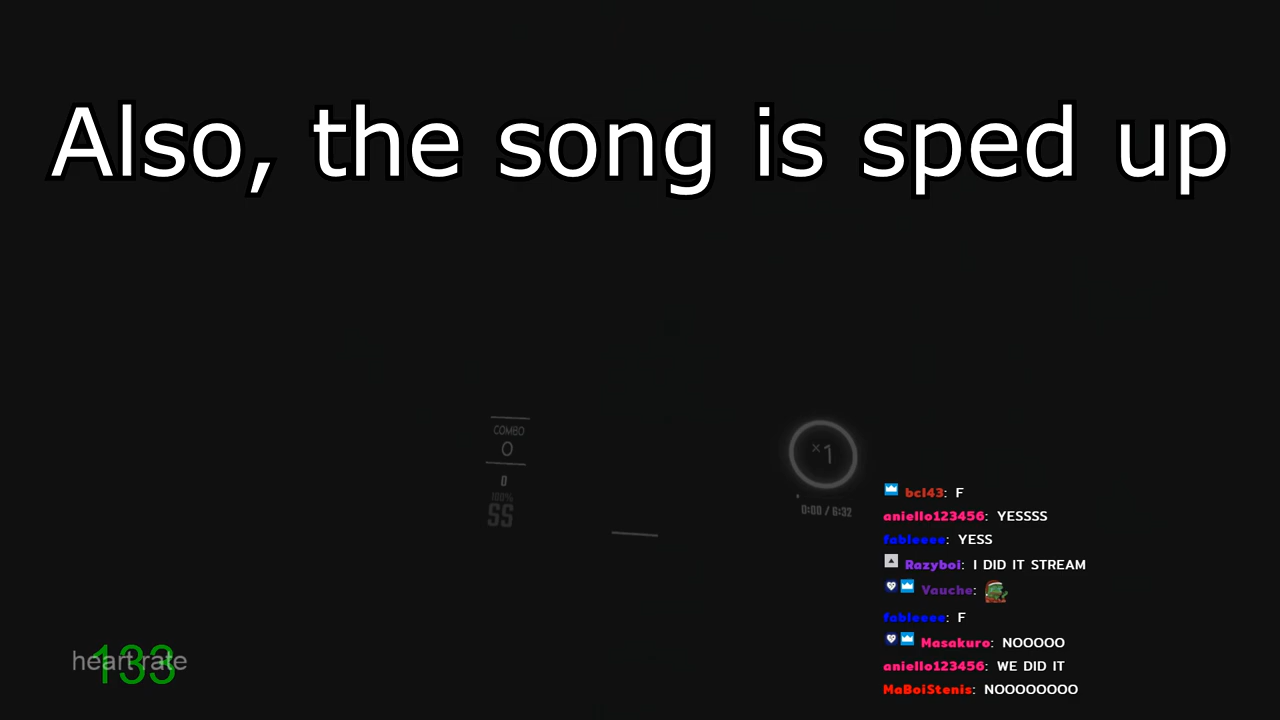 Also, the song is sped up
COMBO
0
0
100%
SS
×1
0:00 / 6:32
bcl43: F
aniello123456: YESSSS
fableeee: YESS
Razyboi: I DID IT STREAM
Vauche:
fableeee: F
Masakuro: NOOOOO
aniello123456: WE DID IT
MaBoiStenis: NOOOOOOOO
heart rate
133